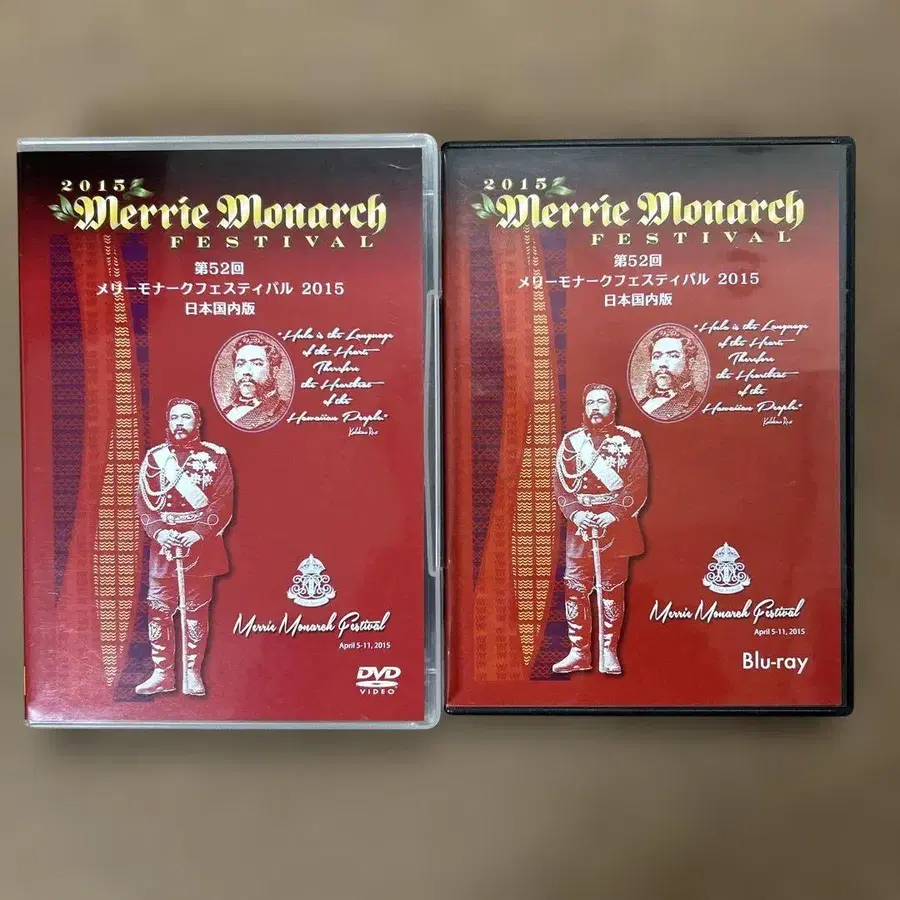 2015
Merrie Monarch
FESTIVAL
第52回
メリーモナークフェスティバル 2015
日本国内版
"Hula is the Language
of the Heart
Therefore
the Heartbeat
of the
Hawaiian People."
Merrie Monarch Festival
April 5-11, 2015
DVD
VIDEO
2015
Merrie Monarch
FESTIVAL
第52回
メリーモナークフェスティバル 2015
日本国内版
"Hula is the Language
of the Heart
Therefore
the Heartbeat
of the
Hawaiian People."
Merrie Monarch Festival
April 5-11, 2015
Blu-ray